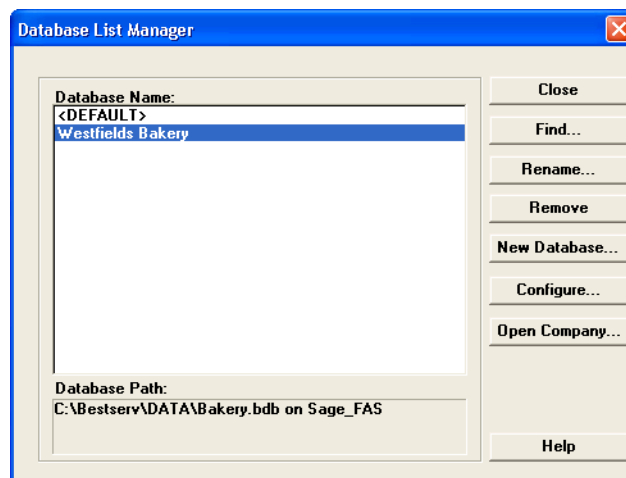 Database List Manager
Database Name:
<DEFAULT>
Westfields Bakery
Database Path:
C:\Bestserv\DATA\Bakery.bdb on Sage_FAS
Close
Find...
Rename...
Remove
New Database...
Configure...
Open Company...
Help